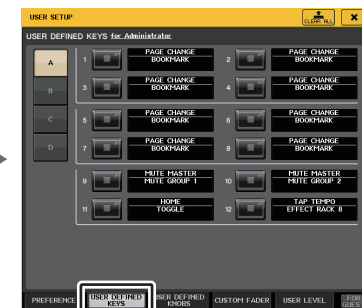 USER SETUP
CLEAR ALL
USER DEFINED KEYS for Administrator
A
1 PAGE CHANGE BOOKMARK
2 PAGE CHANGE BOOKMARK
B
3 PAGE CHANGE BOOKMARK
4 PAGE CHANGE BOOKMARK
C
5 PAGE CHANGE BOOKMARK
6 PAGE CHANGE BOOKMARK
D
7 PAGE CHANGE BOOKMARK
8 PAGE CHANGE BOOKMARK
9 MUTE MASTER MUTE GROUP 1
10 MUTE MASTER MUTE GROUP 2
11 HOME TOGGLE
12 TAP TEMPO EFFECT RACK 8
PREFERENCE
USER DEFINED KEYS
USER DEFINED KNOBS
CUSTOM FADER
USER LEVEL
FOR GUEST